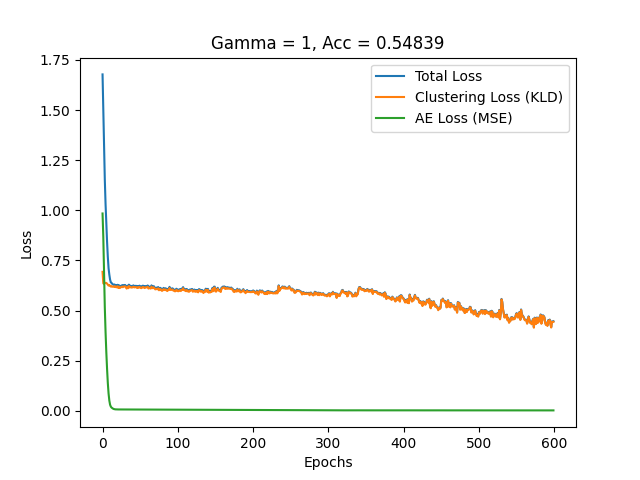 Gamma = 1, Acc = 0.54839
Total Loss
Clustering Loss (KLD)
AE Loss (MSE)
1.75
1.50
1.25
1.00
0.75
0.50
0.25
0.00
Loss
0 100 200 300 400 500 600
Epochs